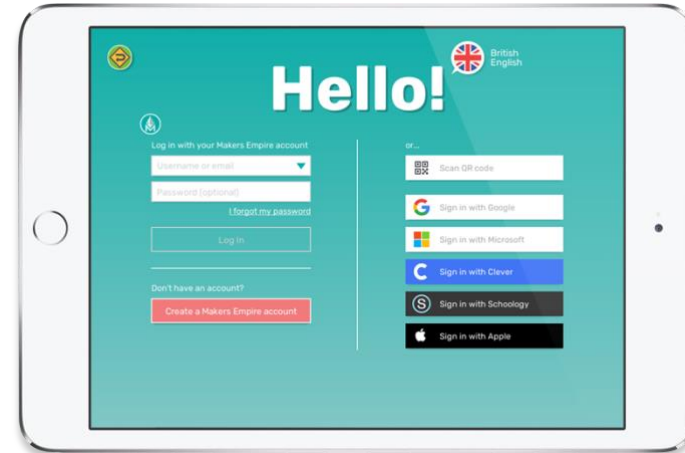 British
English
Hello!
Log in with your Makers Empire account
Username or email
Password (optional)
I forgot my password
Log in
Don't have an account?
Create a Makers Empire account
or...
Scan QR code
Sign in with Google
Sign in with Microsoft
Sign in with Clever
Sign in with Schoology
Sign in with Apple